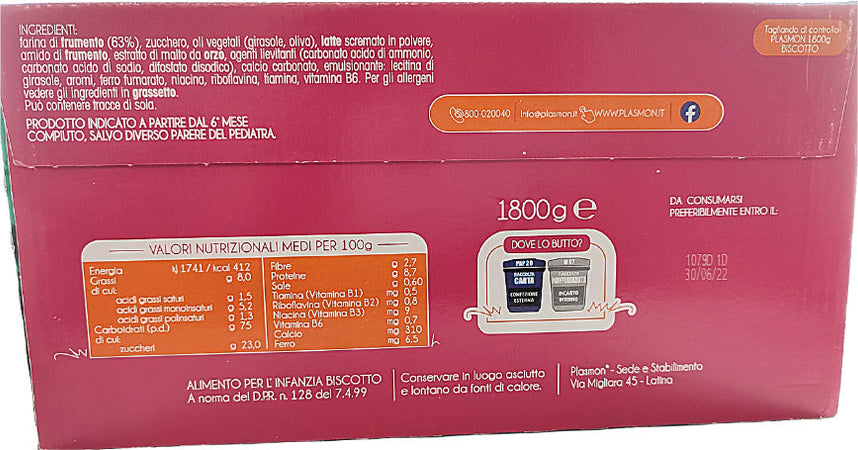 INGREDIENTI:
farina di frumento (63%), zucchero, oli vegetali (girasole, oliva), latte scremato in polvere,
amido di frumento, estratto di malto da orzo, agenti lievitanti (carbonato acido di ammonio,
carbonato acido di sodio, difosfato disodico), calcio carbonato, emulsionante: lecitina di
girasole, aromi, ferro fumarato, niacina, riboflavina, tiamina, vitamina B6. Per gli allergeni
vedere gli ingredienti in grassetto.
Può contenere tracce di soia.
PRODOTTO INDICATO A PARTIRE DAL 6° MESE
COMPIUTO, SALVO DIVERSO PARERE DEL PEDIATRA.
Tagliando di controllo
PLASMON 1800g
BISCOTTO
800-020040 | Info@plasmon.it WWW.PLASMON.IT f
1800g e
DA CONSUMARSI
PREFERIBILMENTE ENTRO IL:
1079D 1D
30/06/22
DOVE LO BUTTO?
PAP 20
RACCOLTA
CARTA
CONFEZIONE
ESTERNA
RACCOLTA
INCARTO
INTERNO
VALORI NUTRIZIONALI MEDI PER 100g
Energia kJ 1741 / kcal 412
Grassi g 8,0
di cui:
acidi grassi saturi g 1,5
acidi grassi monoinsaturi g 5,2
acidi grassi polinsaturi g 1,3
Carboidrati (p.d.) g 75
di cui:
zuccheri g 23,0
Fibre g 2,7
Proteine g 8,7
Sale g 0,60
Tiamina (Vitamina B1) mg 0,5
Riboflavina (Vitamina B2) mg 0,8
Niacina (Vitamina B3) mg 9
Vitamina B6 mg 0,7
Calcio mg 310
Ferro mg 6,5
ALIMENTO PER L'INFANZIA BISCOTTO
A norma del D.P.R. n. 128 del 7.4.99
Conservare in luogo asciutto
e lontano da fonti di calore.
Plasmon® - Sede e Stabilimento
Via Migliara 45 - Latina